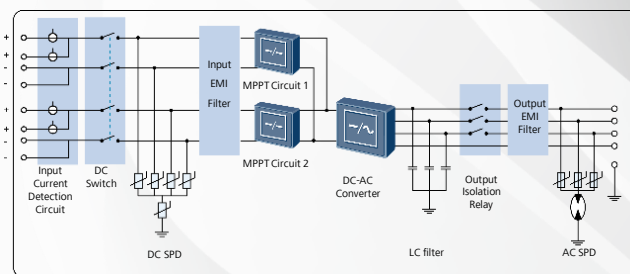 +
+
-
-
+
+
-
-
Input
Current
Detection
Circuit
DC
Switch
DC SPD
Input
EMI
Filter
MPPT Circuit 1
MPPT Circuit 2
DC-AC
Converter
LC filter
Output
Isolation
Relay
Output
EMI
Filter
AC SPD